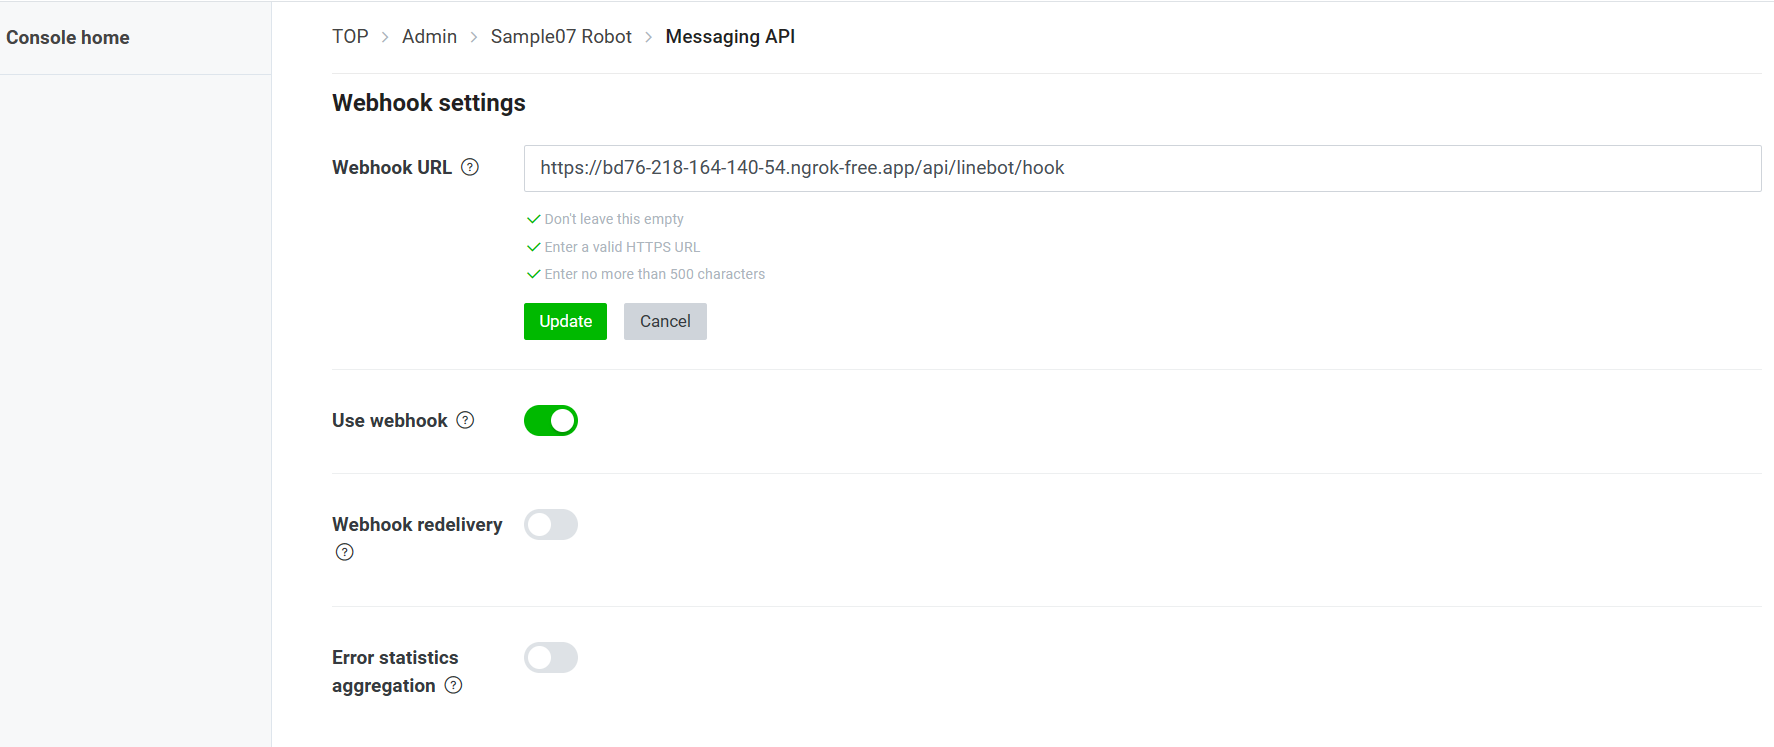 Console home
TOP > Admin > Sample07 Robot > Messaging API
Webhook settings
Webhook URL ?
https://bd76-218-164-140-54.ngrok-free.app/api/linebot/hook
Don't leave this empty
Enter a valid HTTPS URL
Enter no more than 500 characters
Update Cancel
Use webhook ?
Webhook redelivery
?
Error statistics
aggregation ?